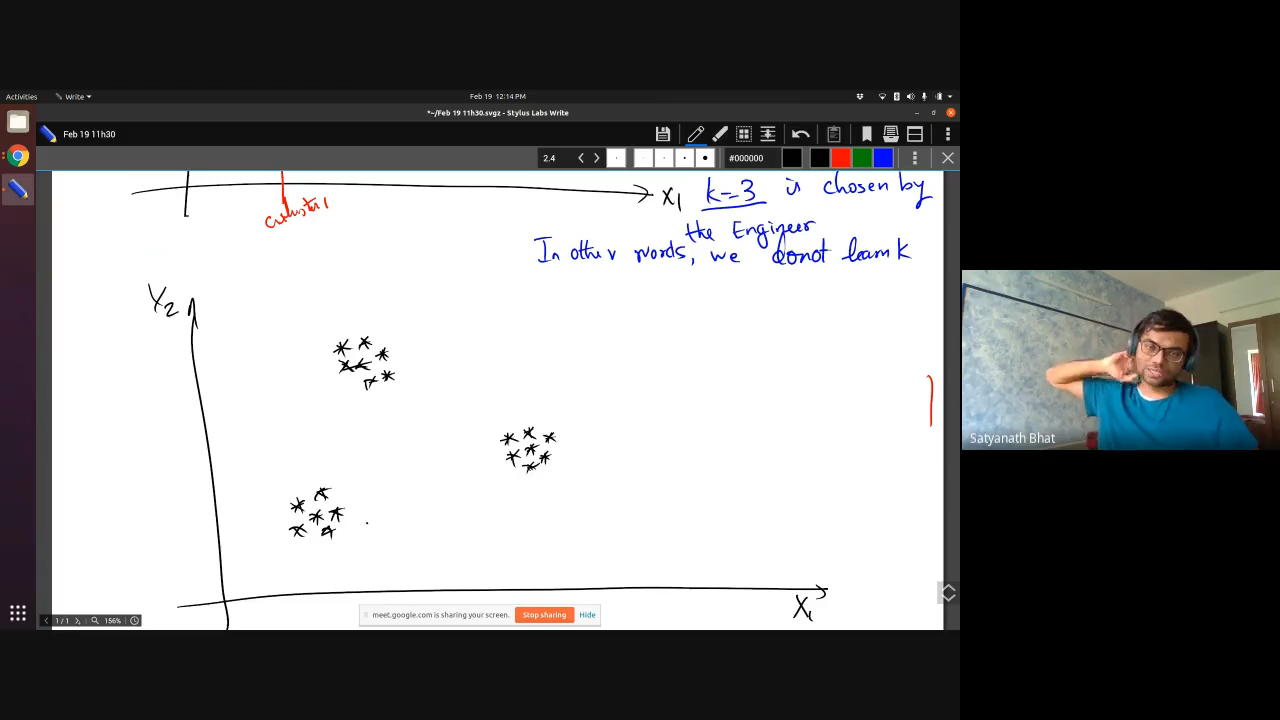 Activities
Write
Feb 19 12:14 PM
*~/Feb 19 11h30.svgz - Stylus Labs Write
Feb 19 11h30
2.4
#000000
x1
k=3 is chosen by
the Engineer
In other words, we donot learn k
cluster 1
X2
Satyanath Bhat
X1
meet.google.com is sharing your screen.
Stop sharing
Hide
1 / 1
156%